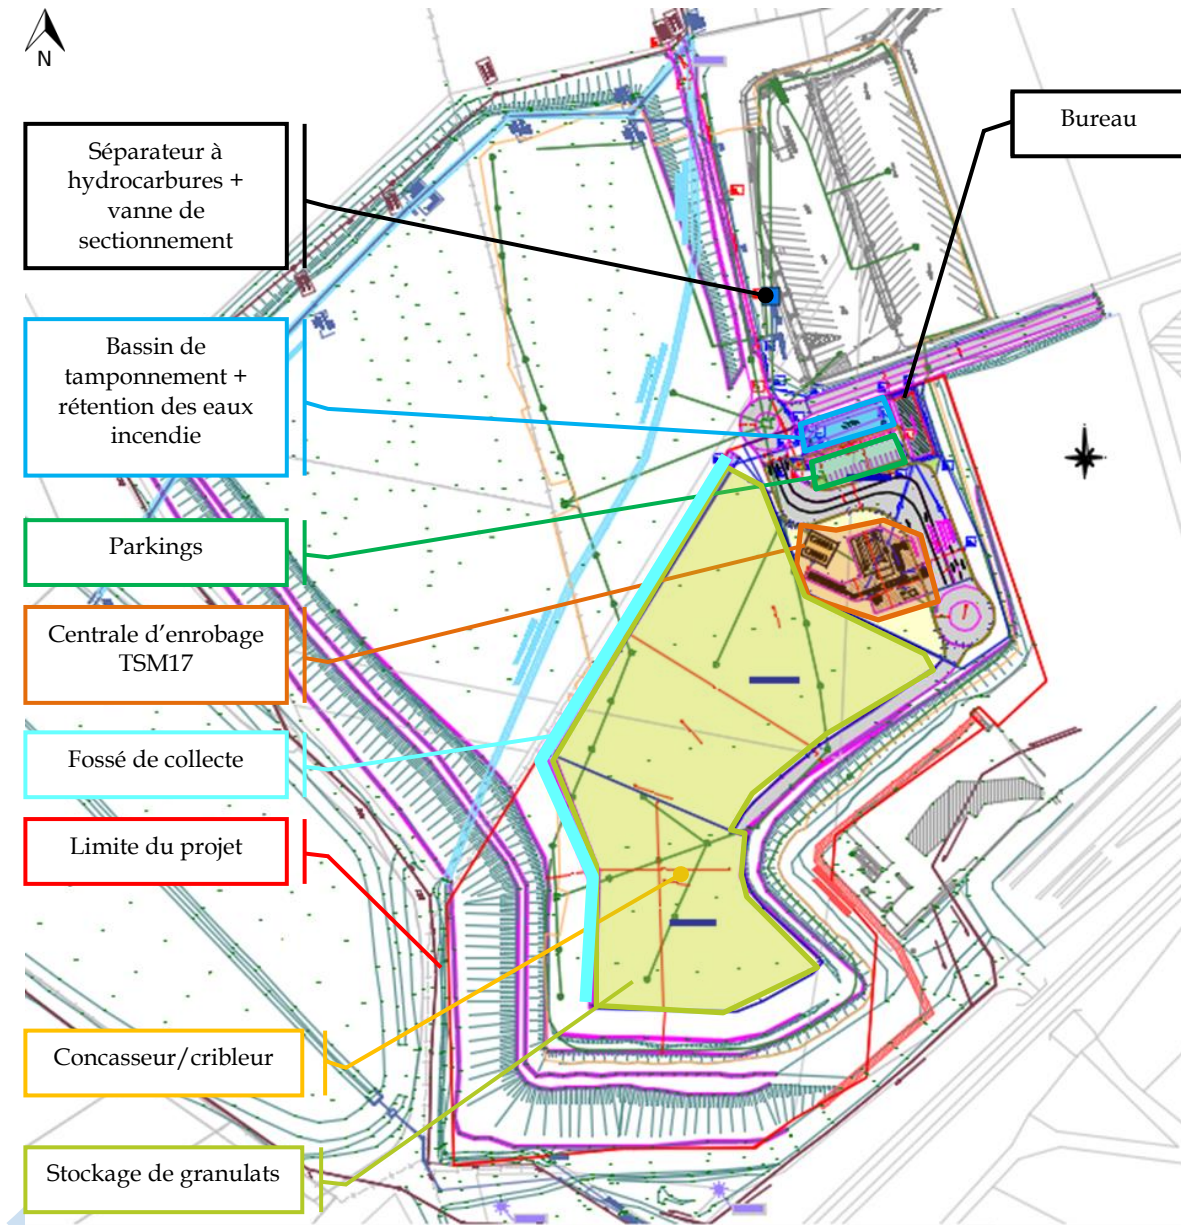 N
Bureau
Séparateur à
hydrocarbures +
vanne de
sectionnement
Bassin de
tamponnement +
rétention des eaux
incendie
Parkings
Centrale d'enrobage
TSM17
Fossé de collecte
Limite du projet
Concasseur/cribleur
Stockage de granulats